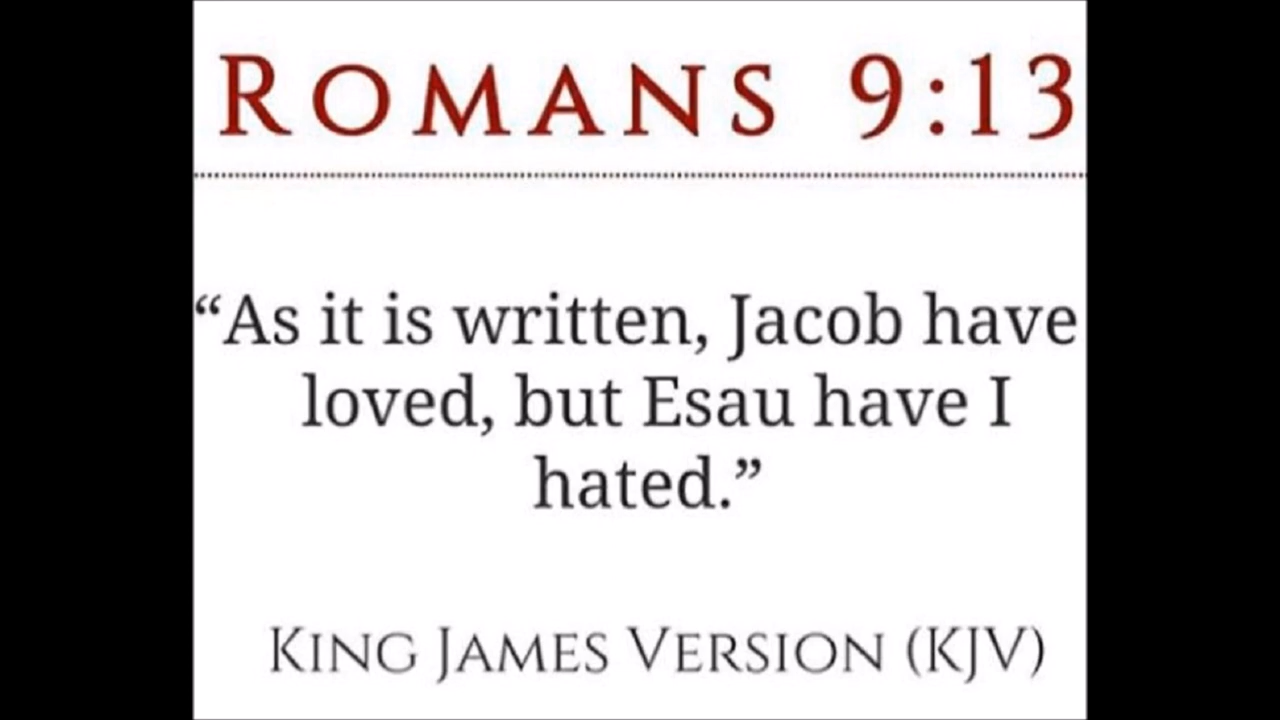 ROMANS 9:13
“As it is written, Jacob have
loved, but Esau have I
hated.”
KING JAMES VERSION (KJV)